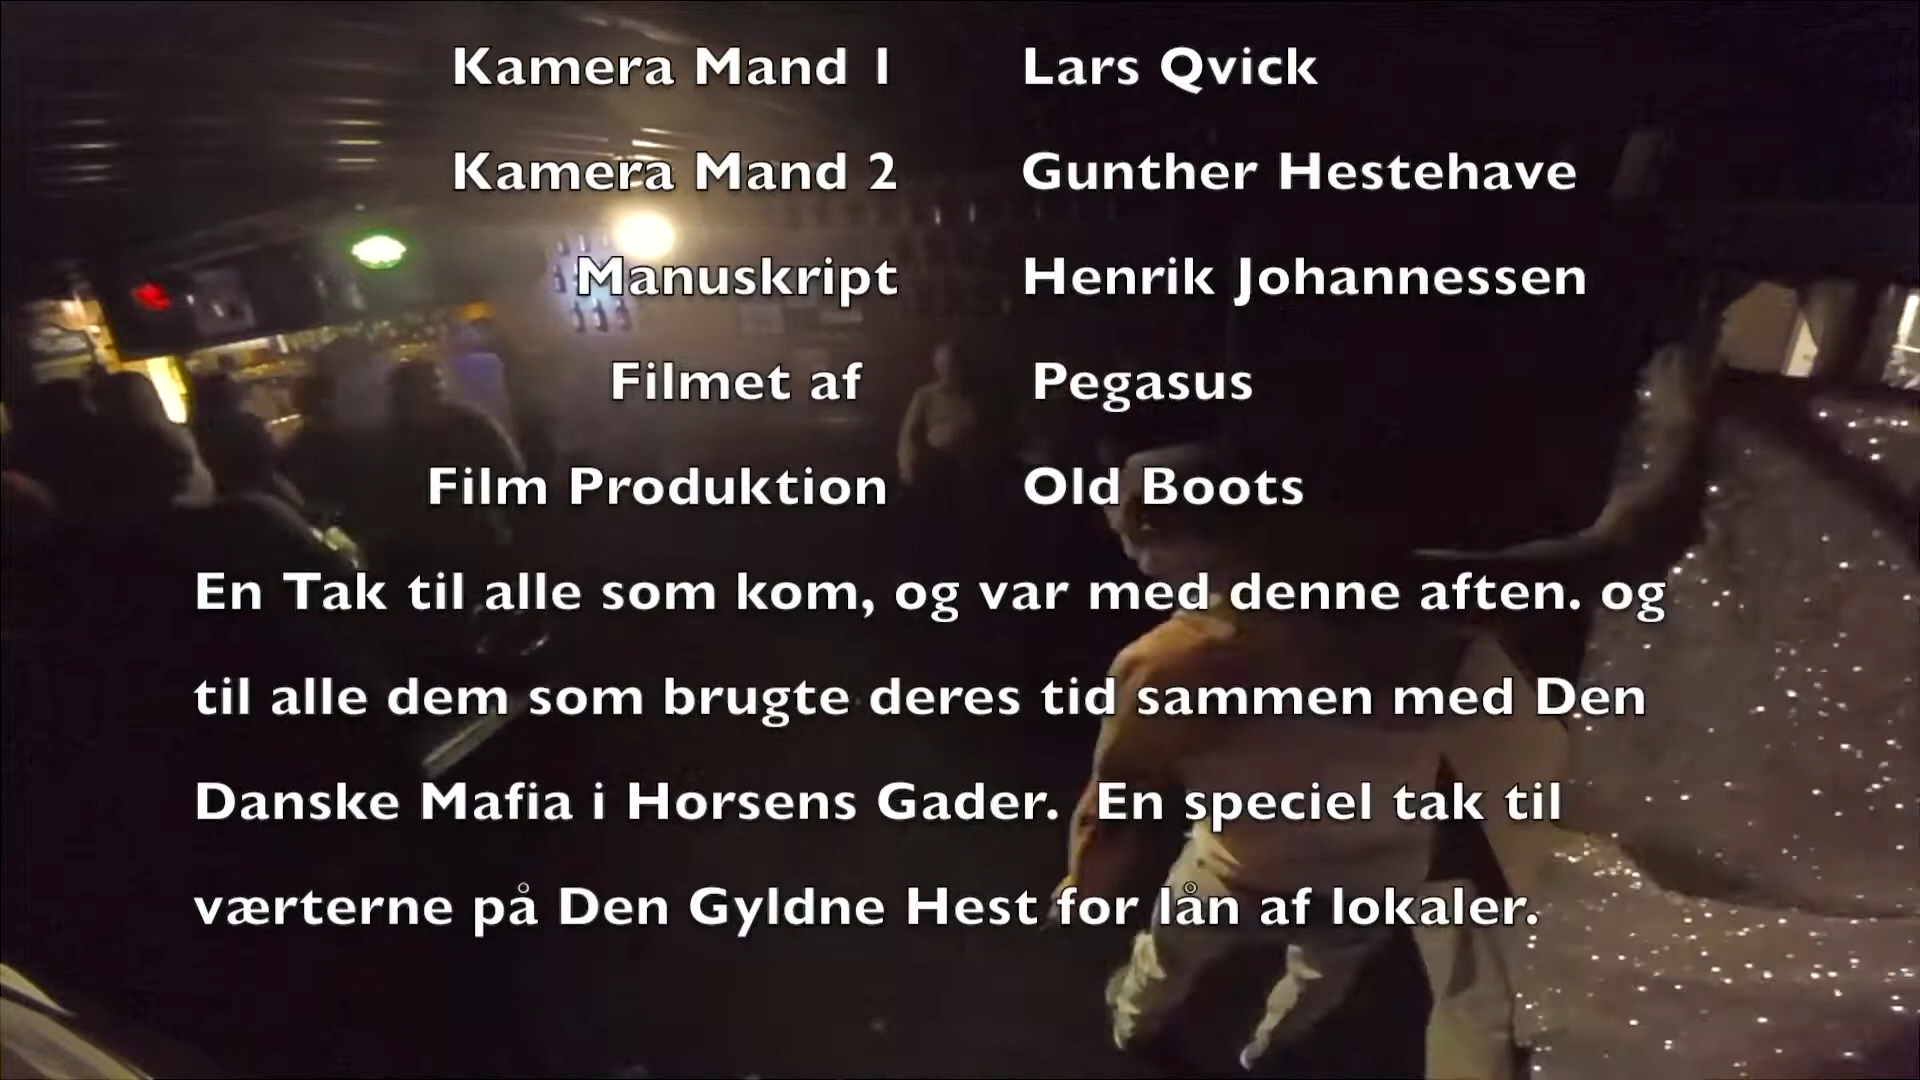 Kamera Mand 1 Lars Qvick
Kamera Mand 2 Gunther Hestehave
Manuskript Henrik Johannessen
Filmet af Pegasus
Film Produktion Old Boots
En Tak til alle som kom, og var med denne aften. og
til alle dem som brugte deres tid sammen med Den
Danske Mafia i Horsens Gader. En speciel tak til
værterne på Den Gyldne Hest for lån af lokaler.